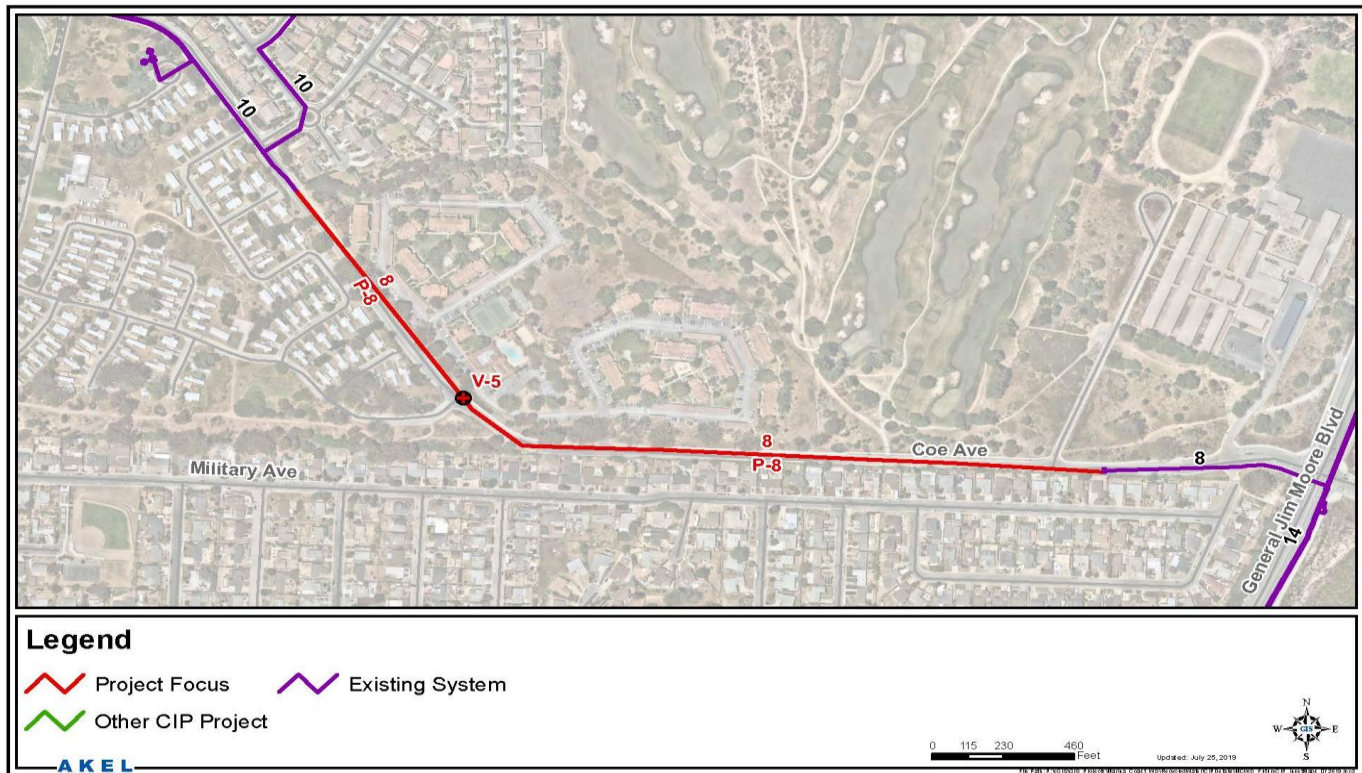 10
10
8
P-8
V-5
8
P-8
Coe Ave
8
Military Ave
General Jim Moore Blvd
14
Legend
Project Focus
Existing System
Other CIP Project
AKEL
0 115 230 460
Feet
Updated: July 25, 2019
N
W GIS E
S